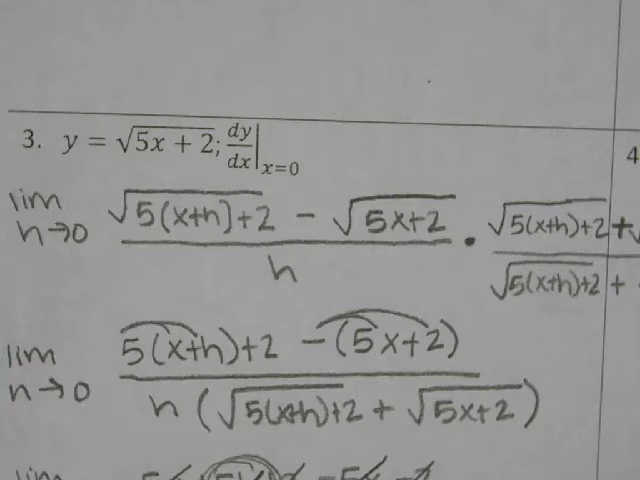 3. y = √5x + 2; dy/dx|x=0
4
lim h→0 √5(x+h)+2 - √5x+2 / h · √5(x+h)+2 + √ / √5(x+h)+2 +
lim h→0 5(x+h)+2 - (5x+2) / h(√5(x+h)+2 + √5x+2)
lim